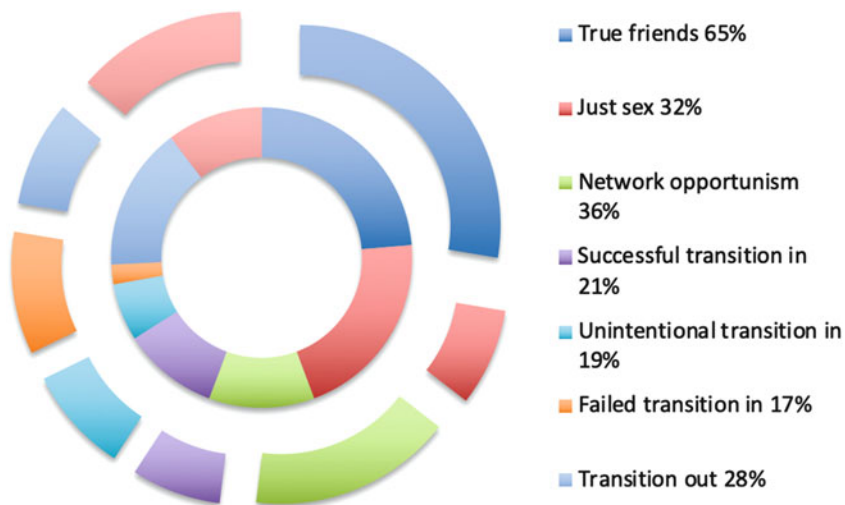 True friends 65%
Just sex 32%
Network opportunism
36%
Successful transition in
21%
Unintentional transition in
19%
Failed transition in 17%
Transition out 28%